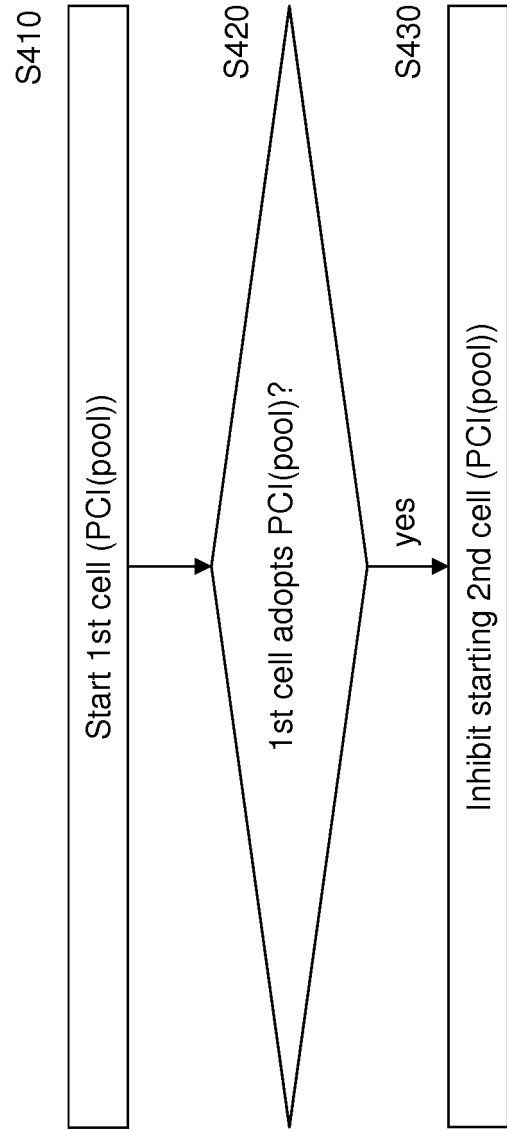 S410
Start 1st cell (PCI(pool))
S420
1st cell adopts PCI(pool)?
yes
S430
Inhibit starting 2nd cell (PCI(pool))